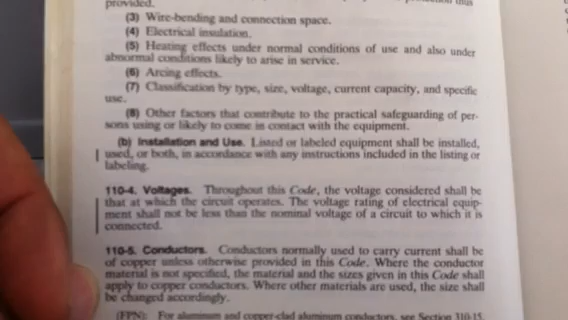 provided.
(3) Wire-bending and connection space.
(4) Electrical insulation.
(5) Heating effects under normal conditions of use and also under
abnormal conditions likely to arise in service.
(6) Arcing effects.
(7) Classification by type, size, voltage, current capacity, and specific
use.
(8) Other factors that contribute to the practical safeguarding of per-
sons using or likely to come in contact with the equipment.
(b) Installation and Use. Listed or labeled equipment shall be installed,
used, or both, in accordance with any instructions included in the listing or
labeling.
110-4. Voltages. Throughout this Code, the voltage considered shall be
that at which the circuit operates. The voltage rating of electrical equip-
ment shall not be less than the nominal voltage of a circuit to which it is
connected.
110-5. Conductors. Conductors normally used to carry current shall be
of copper unless otherwise provided in this Code. Where the conductor
material is not specified, the material and the sizes given in this Code shall
apply to copper conductors. Where other materials are used, the size shall
be changed accordingly.
(FPN): For aluminum and copper-clad aluminum conductors, see Section 310-15.